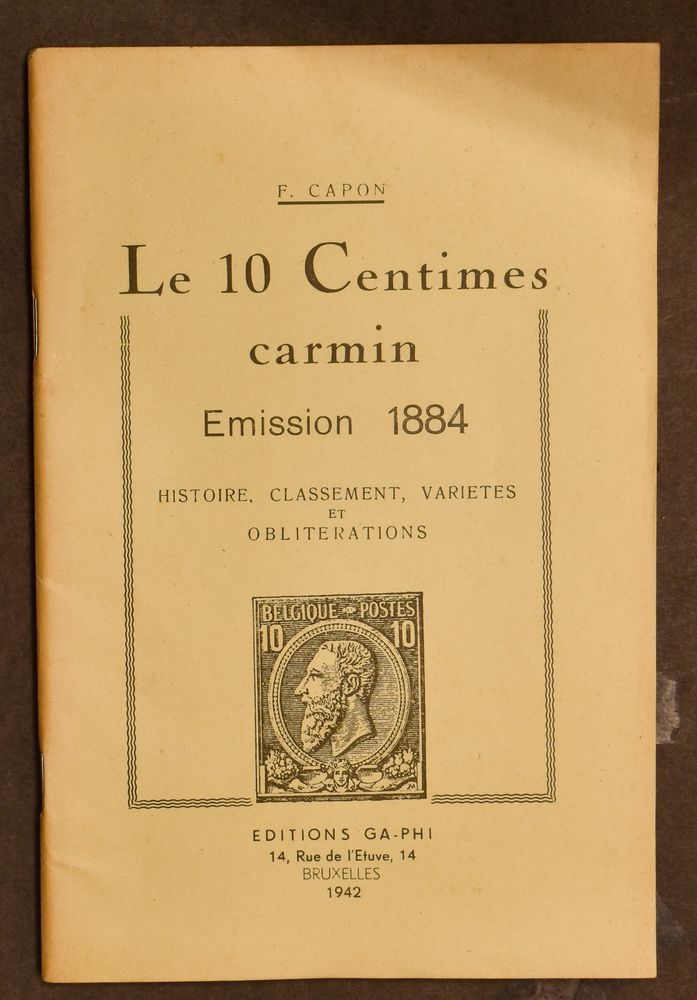 F. CAPON
Le 10 Centimes
carmin
Emission 1884
HISTOIRE, CLASSEMENT, VARIETES
ET
OBLITERATIONS
BELGIQUE POSTES
10 10
EDITIONS GA-PHI
14, Rue de l'Etuve, 14
BRUXELLES
1942